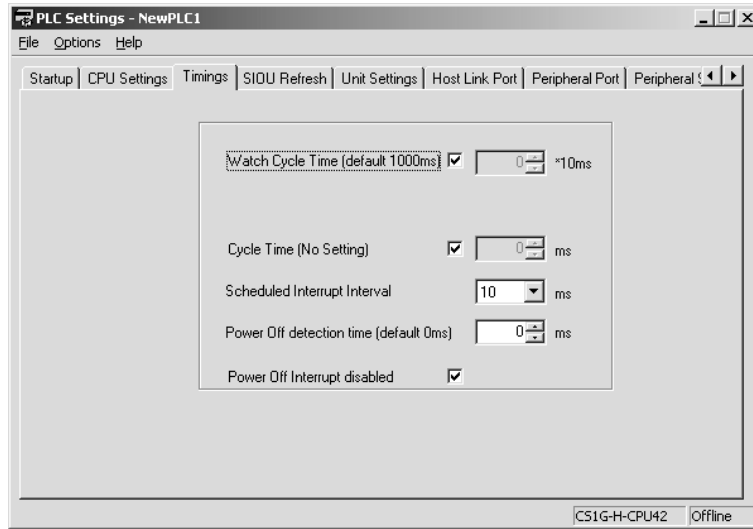 PLC Settings - NewPLC1
File Options Help
Startup CPU Settings Timings SIOU Refresh Unit Settings Host Link Port Peripheral Port Peripheral
Watch Cycle Time (default 1000ms) 0 *10ms
Cycle Time (No Setting) 0 ms
Scheduled Interrupt Interval 10 ms
Power Off detection time (default 0ms) 0 ms
Power Off Interrupt disabled
CS1G-H-CPU42 Offline